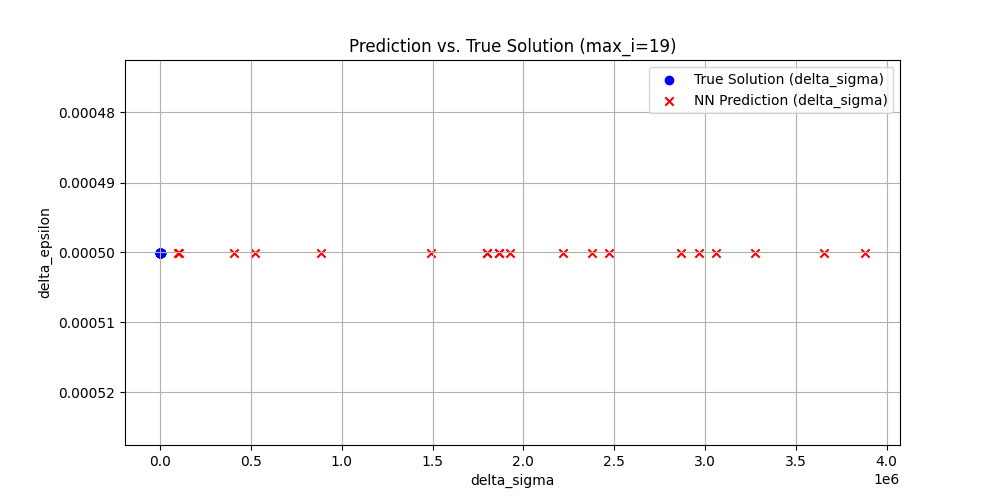 Prediction vs. True Solution (max_i=19)
True Solution (delta_sigma)
NN Prediction (delta_sigma)
delta_epsilon
0.00048
0.00049
0.00050
0.00051
0.00052
0.0 0.5 1.0 1.5 2.0 2.5 3.0 3.5 4.0
1e6
delta_sigma